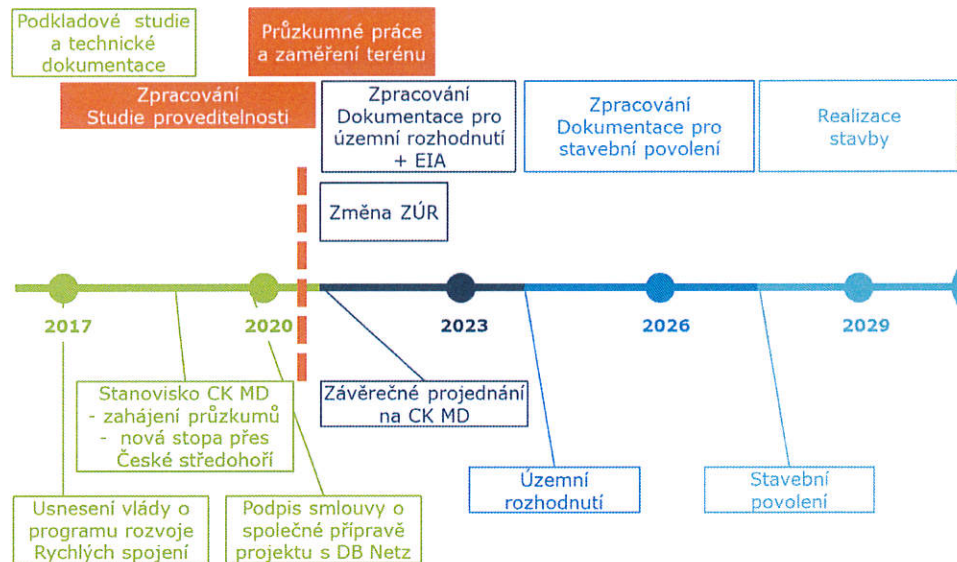 Podkladové studie
a technické
dokumentace
Průzkumné práce
a zaměření terénu
Zpracování
Studie proveditelnosti
Zpracování
Dokumentace pro
územní rozhodnutí
+ EIA
Zpracování
Dokumentace pro
stavební povolení
Realizace
stavby
Změna ZÚR
2017
2020
2023
2026
2029
Stanovisko CK MD
- zahájení průzkumů
- nová stopa přes
České středohoří
Závěrečné projednání
na CK MD
Usnesení vlády o
programu rozvoje
Rychlých spojení
Podpis smlouvy o
společné přípravě
projektu s DB Netz
Územní
rozhodnutí
Stavební
povolení